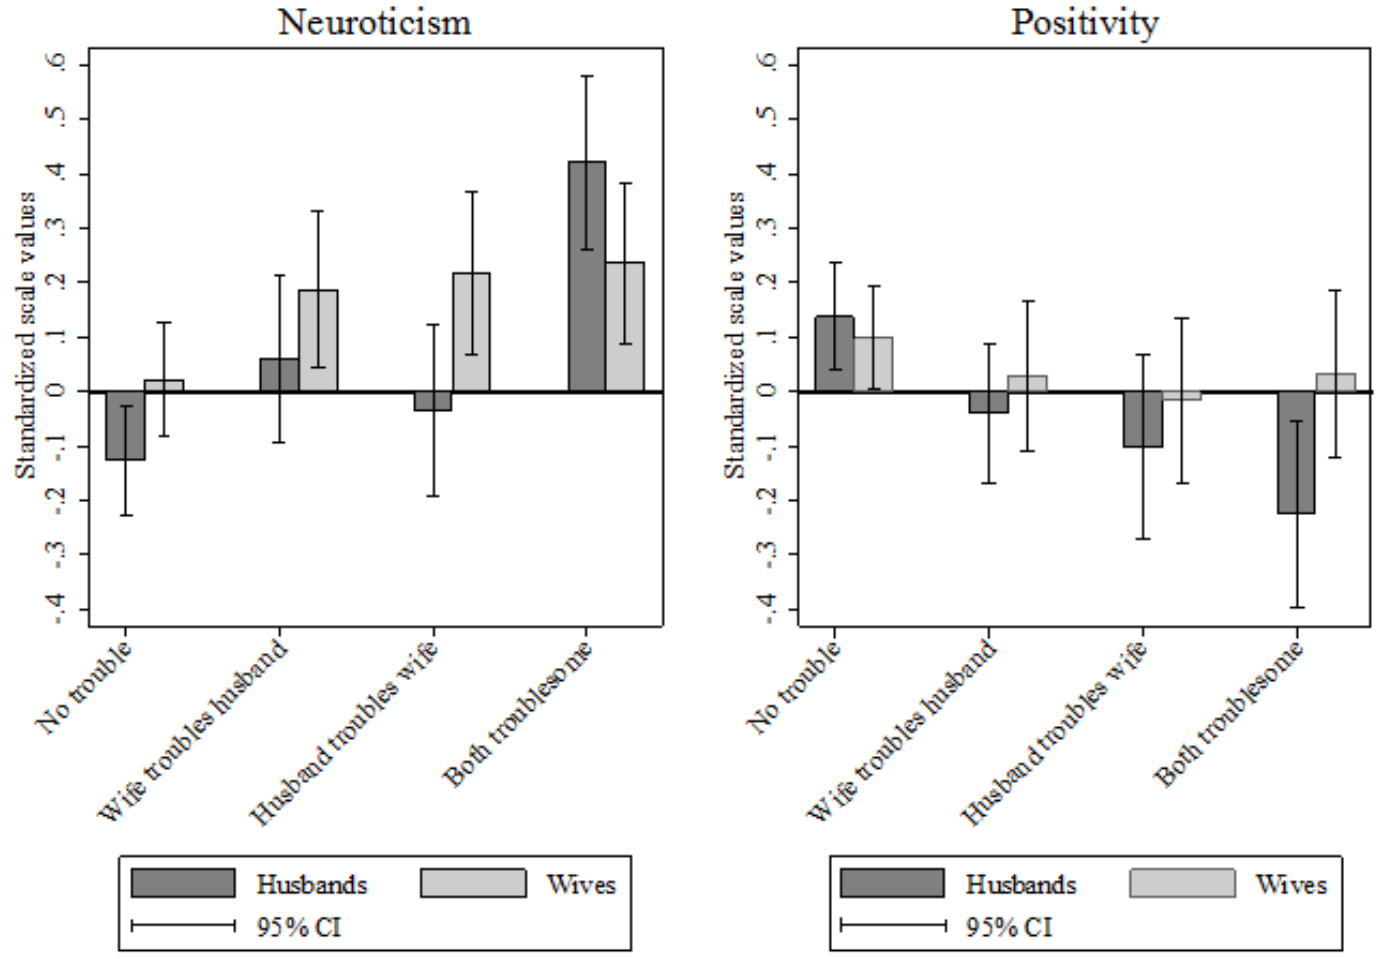 Neuroticism
Standardized scale values
.6
.5
.4
.3
.2
.1
0
-.1
-.2
-.3
-.4
No trouble
Wife troubles husband
Husband troubles wife
Both troublesome
Husbands
Wives
95% CI
Positivity
Standardized scale values
.6
.5
.4
.3
.2
.1
0
-.1
-.2
-.3
-.4
No trouble
Wife troubles husband
Husband troubles wife
Both troublesome
Husbands
Wives
95% CI